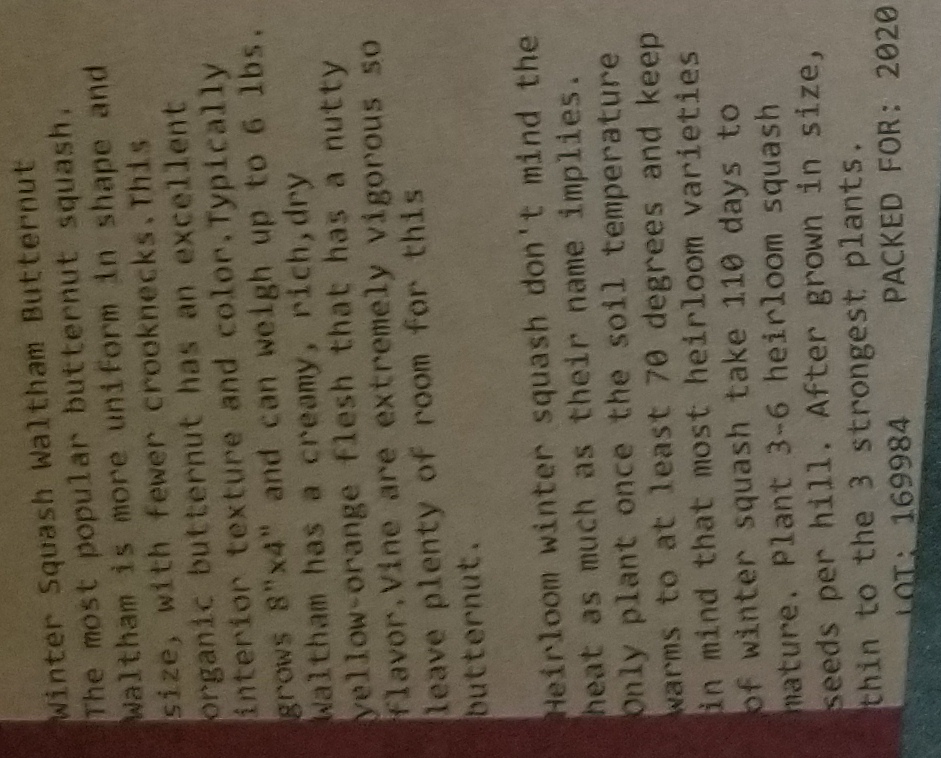 Winter Squash Waltham Butternut
The most popular butternut squash.
Waltham is more uniform in shape and
size, with fewer crooknecks.This
organic butternut has an excellent
interior texture and color.Typically
grows 8"x4" and can weigh up to 6 lbs.
Waltham has a creamy, rich,dry
yellow-orange flesh that has a nutty
flavor.Vine are extremely vigorous so
leave plenty of room for this
butternut.
Heirloom winter squash don't mind the
heat as much as their name implies.
Only plant once the soil temperature
warms to at least 70 degrees and keep
in mind that most heirloom varieties
of winter squash take 110 days to
mature. Plant 3-6 heirloom squash
seeds per hill. After grown in size,
thin to the 3 strongest plants.
LOT: 169984 PACKED FOR: 2020